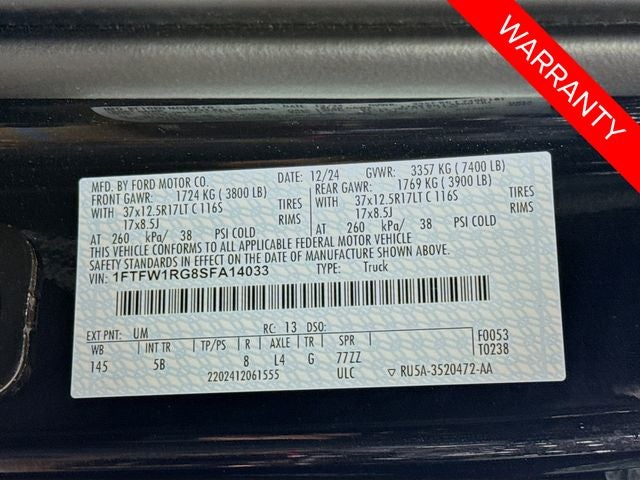 WARRANTY
MFD. BY FORD MOTOR CO. DATE: 12/24 GVWR: 3357 KG (7400 LB)
FRONT GAWR: 1724 KG (3800 LB) REAR GAWR: 1769 KG (3900 LB)
WITH 37x12.5R17LT C 116S TIRES WITH 37x12.5R17LT C 116S TIRES
17x8.5J RIMS 17x8.5J RIMS
AT 260 kPa/ 38 PSI COLD AT 260 kPa/ 38 PSI COLD
THIS VEHICLE CONFORMS TO ALL APPLICABLE FEDERAL MOTOR VEHICLE
SAFETY STANDARDS IN EFFECT ON THE DATE OF MANUFACTURE SHOWN ABOVE.
VIN: 1FTFW1RG8SFA14033 TYPE: Truck
EXT PNT: UM RC: 13 DSO: F0053
WB INT TR TP/PS R AXLE TR SPR T0238
145 5B 8 L4 G 77ZZ
2202412061555 ULC ▽ RU5A-3520472-AA